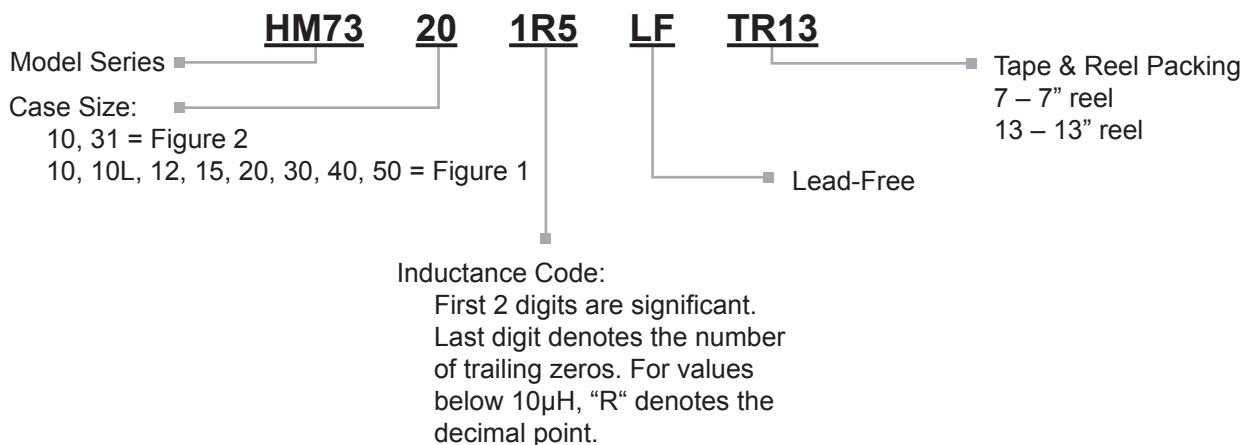 HM73 20 1R5 LF TR13
Model Series
Case Size:
10, 31 = Figure 2
10, 10L, 12, 15, 20, 30, 40, 50 = Figure 1
Tape & Reel Packing
7 – 7” reel
13 – 13” reel
Lead-Free
Inductance Code:
First 2 digits are significant.
Last digit denotes the number
of trailing zeros. For values
below 10µH, “R“ denotes the
decimal point.